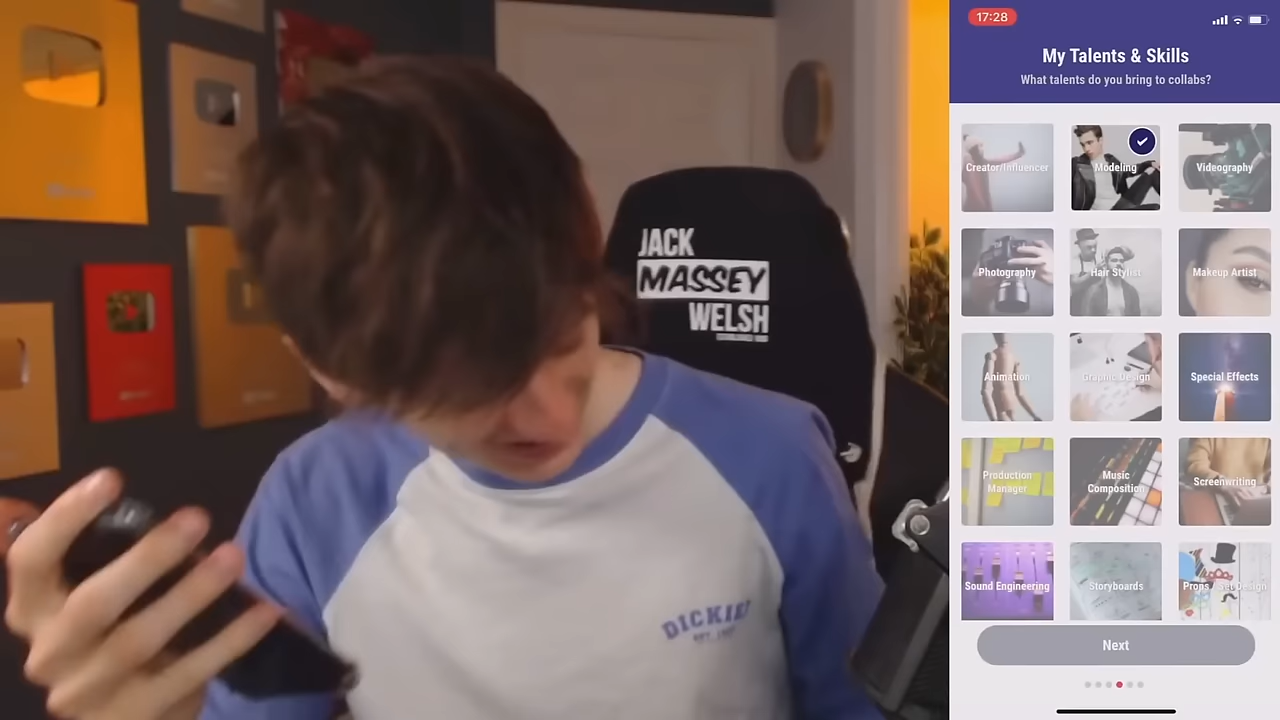 JACK
MASSEY
WELSH
DICKIES
17:28
My Talents & Skills
What talents do you bring to collabs?
Creator/Influencer
Modeling
Videography
Photography
Hair Stylist
Makeup Artist
Animation
Graphic Design
Special Effects
Production
Manager
Music
Composition
Screenwriting
Sound Engineering
Storyboards
Props / Set Design
Next